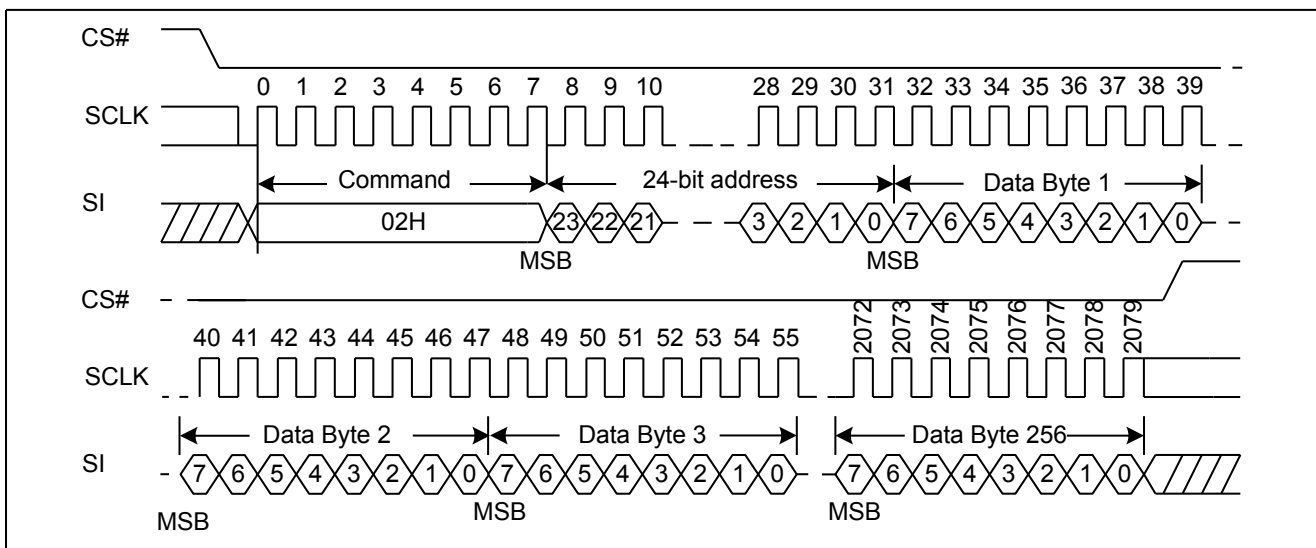 CS#
0 1 2 3 4 5 6 7 8 9 10 28 29 30 31 32 33 34 35 36 37 38 39
SCLK
Command 24-bit address Data Byte 1
SI
02H 23 22 21 3 2 1 0 7 6 5 4 3 2 1 0
MSB MSB
CS#
40 41 42 43 44 45 46 47 48 49 50 51 52 53 54 55 2072 2073 2074 2075 2076 2077 2078 2079
SCLK
Data Byte 2 Data Byte 3 Data Byte 256
SI
7 6 5 4 3 2 1 0 7 6 5 4 3 2 1 0 7 6 5 4 3 2 1 0
MSB MSB MSB